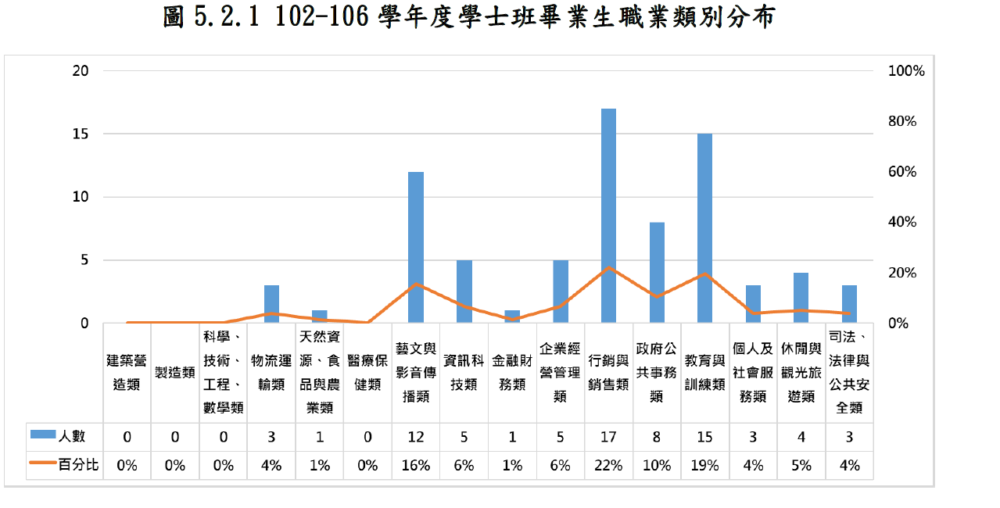 圖 5.2.1 102-106 學年度學士班畢業生職業類別分布
20 100%
80%
15
60%
10
40%
5
20%
0 0%
建築營造類
製造類
科學、技術、工程、數學類
物流運輸類
天然資源、食品與農業類
醫療保健類
藝文與影音傳播類
資訊科技類
金融財務類
企業經營管理類
行銷與銷售類
政府公共事務類
教育與訓練類
個人及社會服務類
休閒與觀光旅遊類
司法、法律與公共安全類
人數 0 0 0 3 1 0 12 5 1 5 17 8 15 3 4 3
百分比 0% 0% 0% 4% 1% 0% 16% 6% 1% 6% 22% 10% 19% 4% 5% 4%